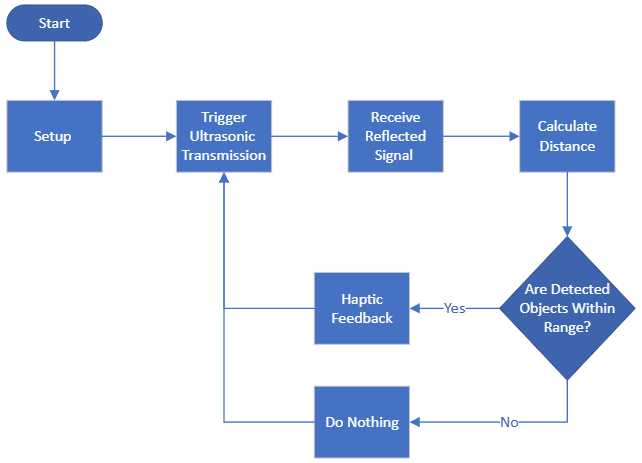 Start
Setup
Trigger
Ultrasonic
Transmission
Receive
Reflected
Signal
Calculate
Distance
Are Detected
Objects Within
Range?
Yes
Haptic
Feedback
No
Do Nothing